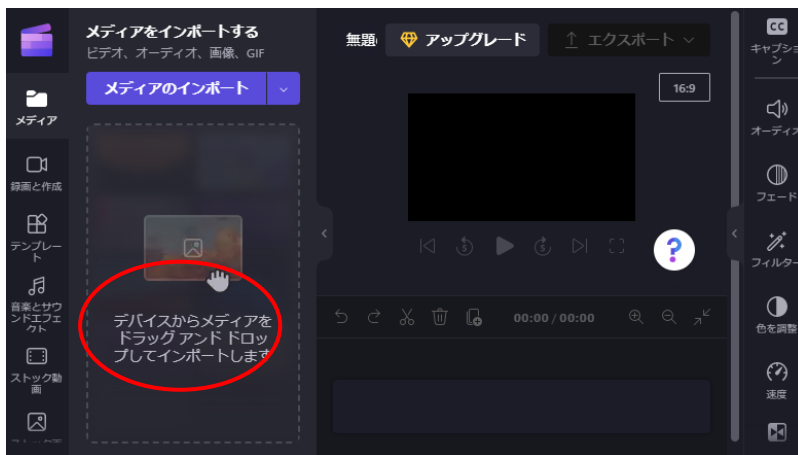 メディアをインポートする
ビデオ、オーディオ、画像、GIF
メディアのインポート
メディア
録画と作成
テンプレー
ト
音楽とサウ
ンドエフェ
クト
ストック動
画
デバイスからメディアを
ドラッグ アンド ドロッ
プしてインポートします
無題
アップグレード
エクスポート
16:9
5
5
?
00:00 / 00:00
CC
キャプショ
ン
オーディオ
フェード
フィルター
色を調整
速度